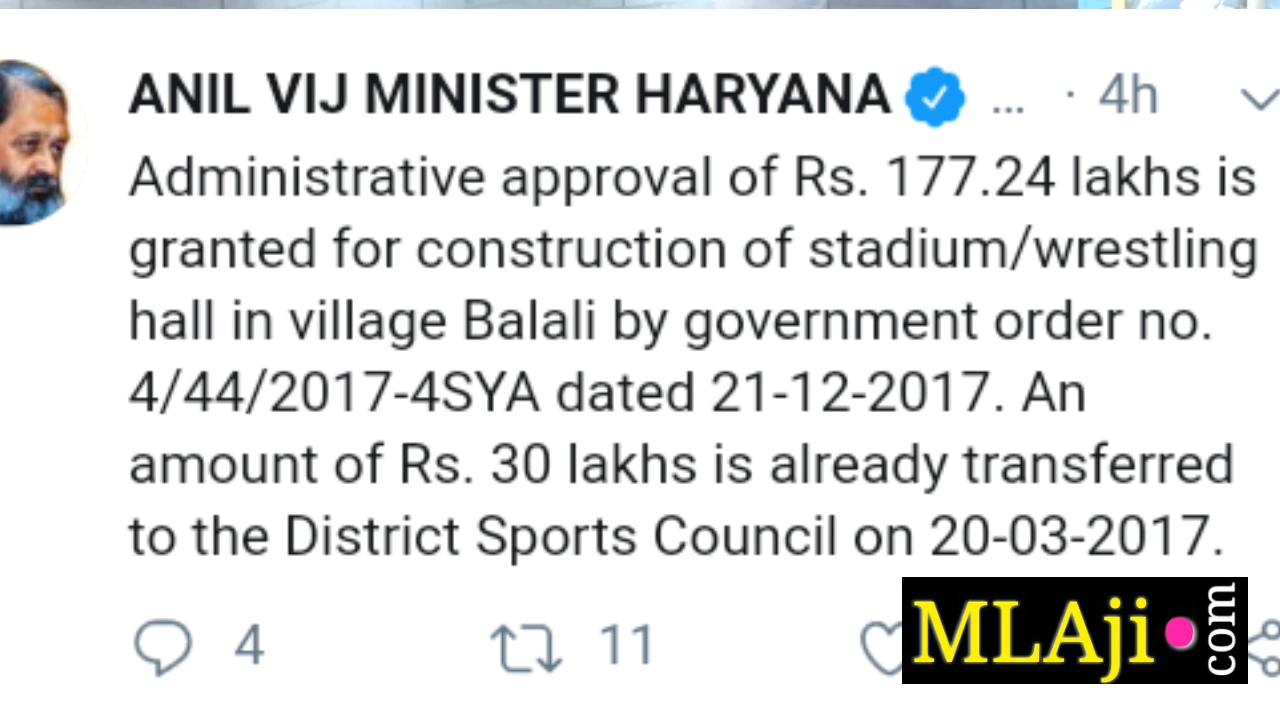 ANIL VIJ MINISTER HARYANA ... · 4h
Administrative approval of Rs. 177.24 lakhs is
granted for construction of stadium/wrestling
hall in village Balali by government order no.
4/44/2017-4SYA dated 21-12-2017. An
amount of Rs. 30 lakhs is already transferred
to the District Sports Council on 20-03-2017.
4 11
MLAji.com